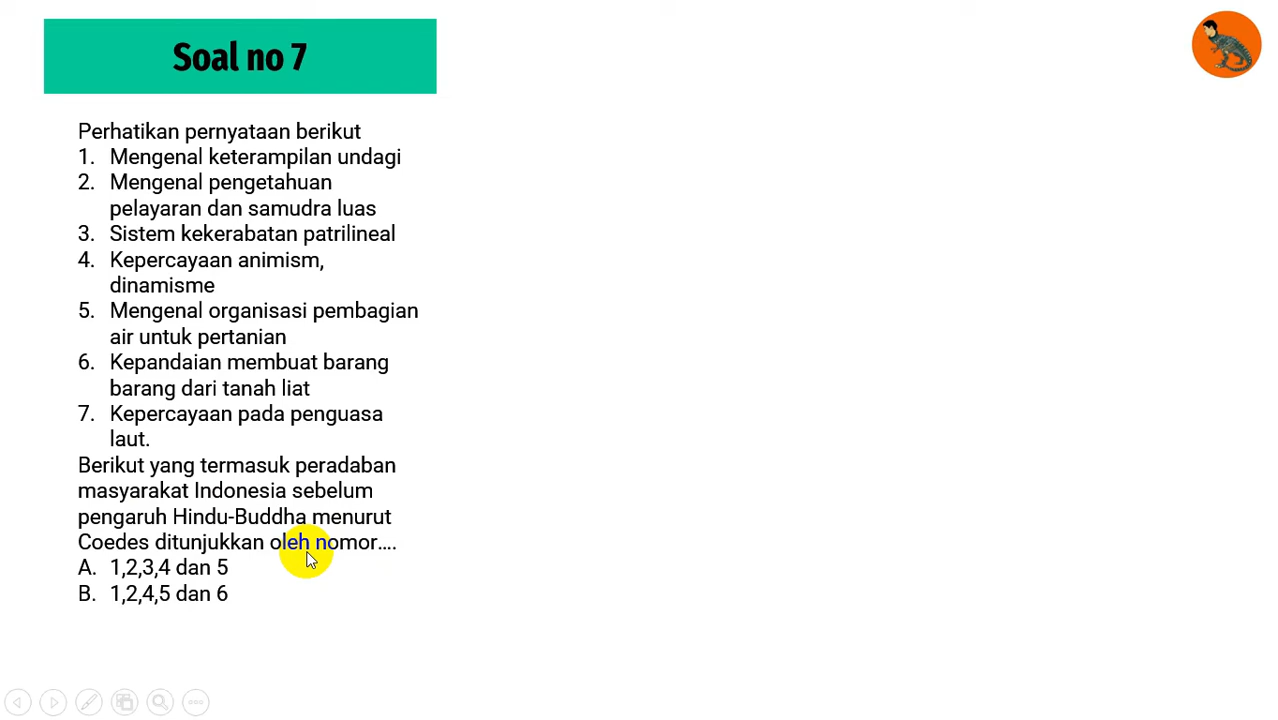 Soal no 7
Perhatikan pernyataan berikut
1. Mengenal keterampilan undagi
2. Mengenal pengetahuan
pelayaran dan samudra luas
3. Sistem kekerabatan patrilineal
4. Kepercayaan animism,
dinamisme
5. Mengenal organisasi pembagian
air untuk pertanian
6. Kepandaian membuat barang
barang dari tanah liat
7. Kepercayaan pada penguasa
laut.
Berikut yang termasuk peradaban
masyarakat Indonesia sebelum
pengaruh Hindu-Buddha menurut
Coedes ditunjukkan oleh nomor....
A. 1,2,3,4 dan 5
B. 1,2,4,5 dan 6